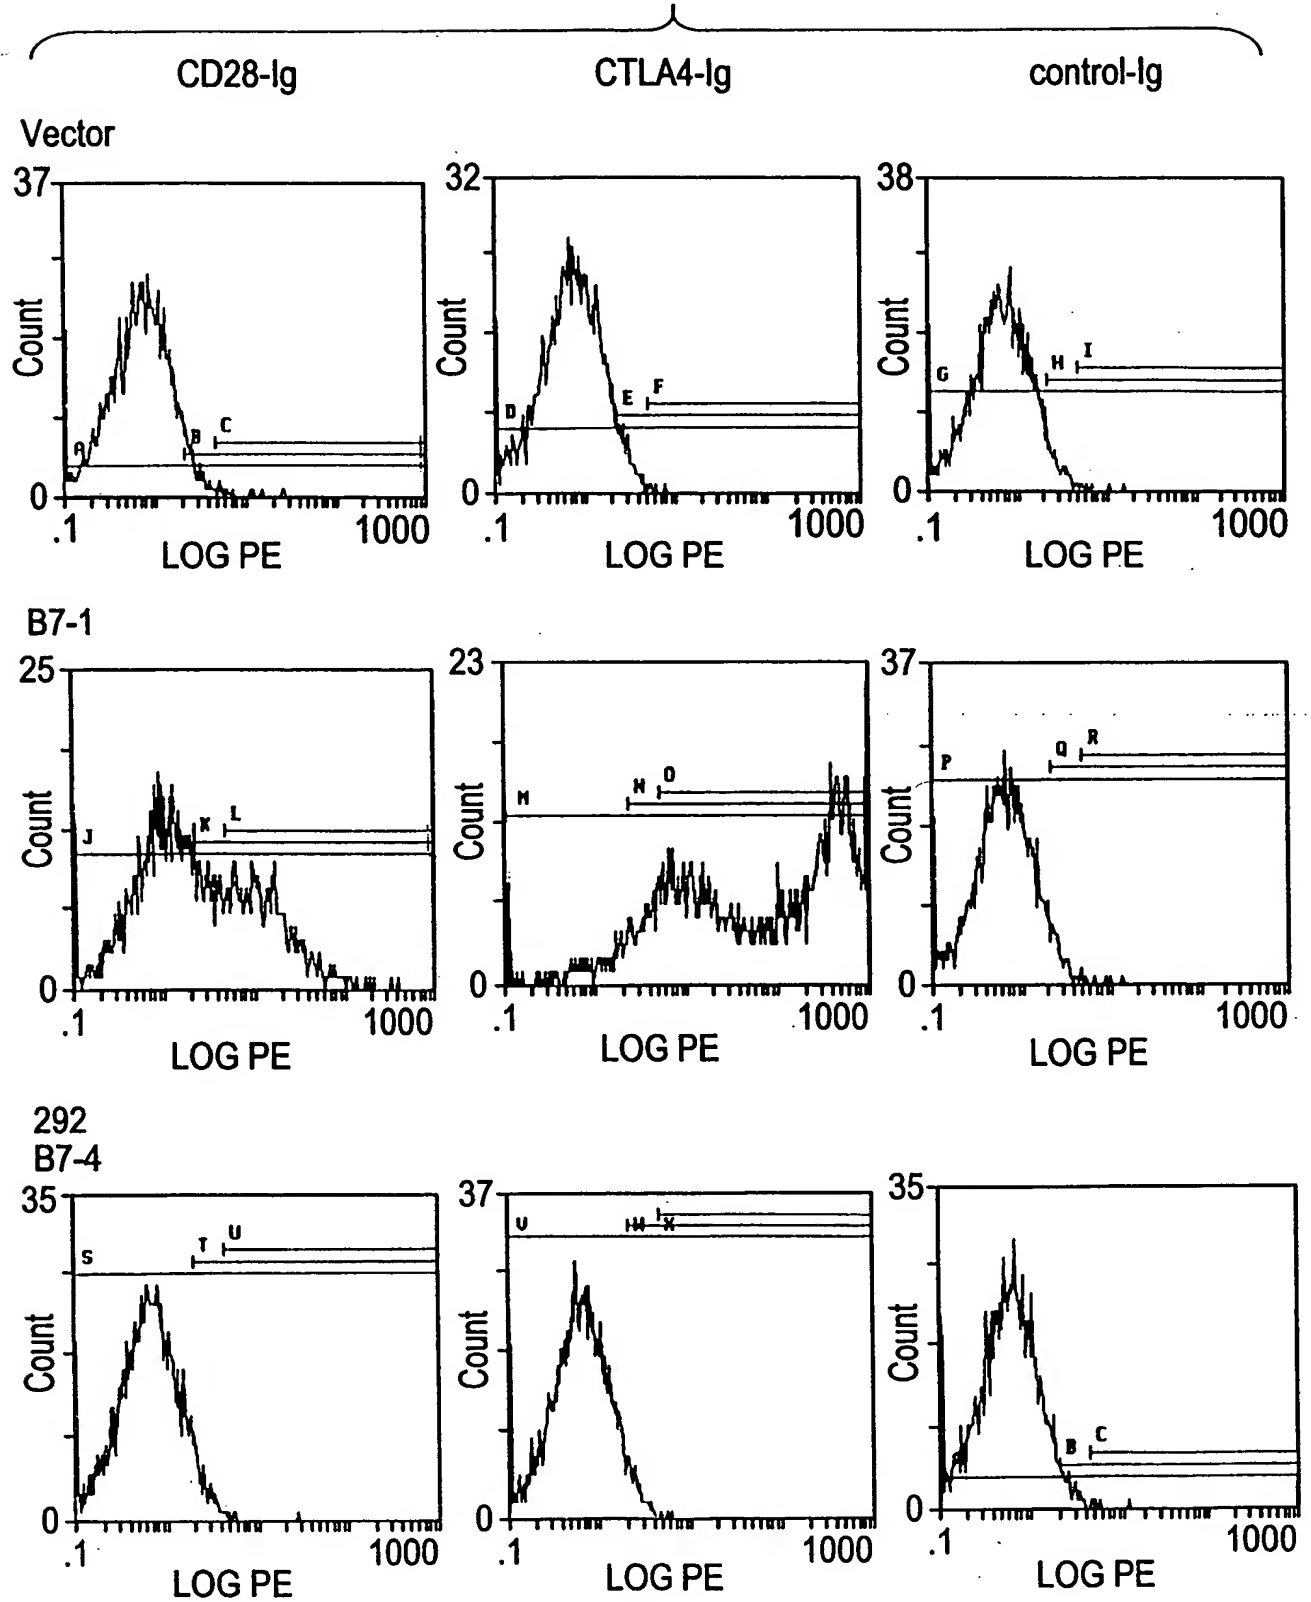 CD28-Ig CTLA4-Ig control-Ig
Vector
37 32 38
Count Count Count
A B C D E F G H I
0 0 0
.1 1000 .1 1000 .1 1000
LOG PE LOG PE LOG PE
B7-1
25 23 37
Count Count Count
J K L M N O P Q R
0 0 0
.1 1000 .1 1000 .1 1000
LOG PE LOG PE LOG PE
292
B7-4
35 37 35
Count Count Count
S T U V W X B C
0 0 0
.1 1000 .1 1000 .1 1000
LOG PE LOG PE LOG PE